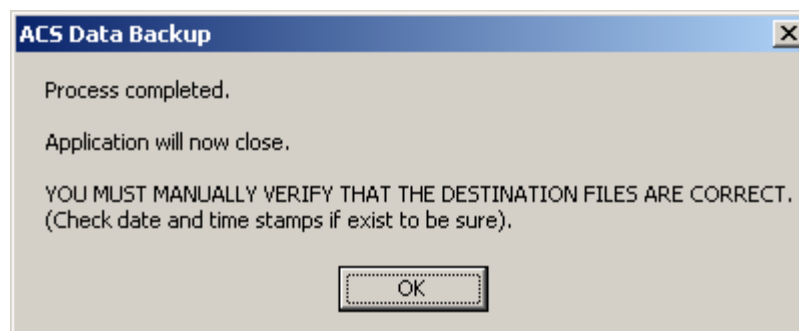 ACS Data Backup
Process completed.
Application will now close.
YOU MUST MANUALLY VERIFY THAT THE DESTINATION FILES ARE CORRECT.
(Check date and time stamps if exist to be sure).
OK